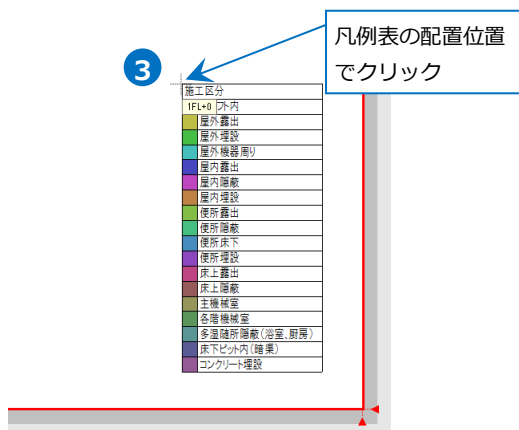 凡例表の配置位置
でクリック
3
施工区分
1FL+0 フト内
屋外露出
屋外埋設
屋外機器周り
屋内露出
屋内隠蔽
屋内埋設
便所露出
便所隠蔽
便所床下
便所埋設
床上露出
床上隠蔽
主機械室
各階機械室
多湿随所隠蔽(浴室、厨房)
床下ピット内(暗渠)
コンクリート埋設